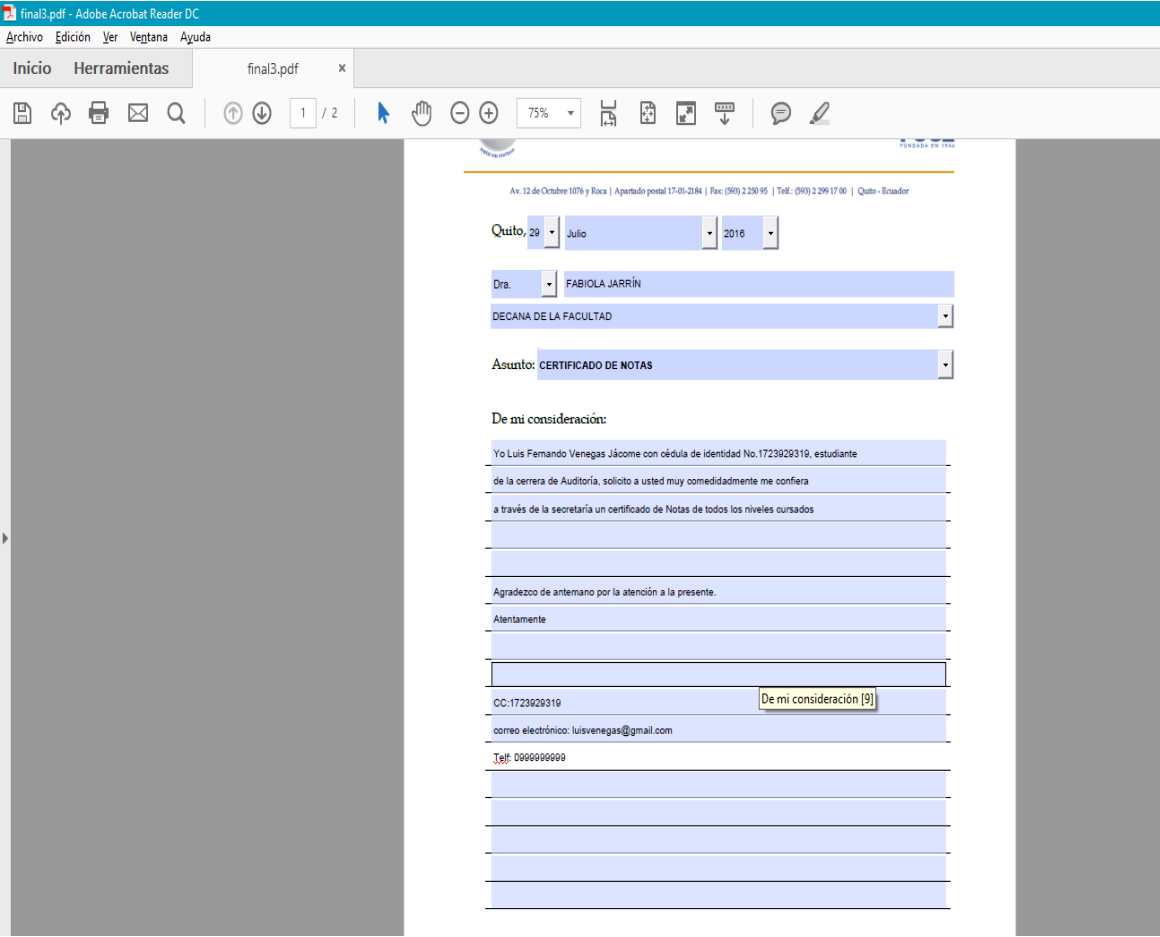 final3.pdf - Adobe Acrobat Reader DC
Archivo Edición Ver Ventana Ayuda
Inicio Herramientas final3.pdf x
1 / 2 75%
FUNDADA EN 1946
Av. 12 de Octubre 1076 y Roca | Apartado postal 17-01-2184 | Fax: (593) 2 250 95 | Telf.: (593) 2 299 17 00 | Quito - Ecuador
Quito, 29 Julio 2016
Dra. FABIOLA JARRÍN
DECANA DE LA FACULTAD
Asunto: CERTIFICADO DE NOTAS
De mi consideración:
Yo Luis Fernando Venegas Jácome con cédula de identidad No.1723929319, estudiante
de la cerrera de Auditoría, solicito a usted muy comedidadmente me confiera
a través de la secretaría un certificado de Notas de todos los niveles cursados
Agradezco de antemano por la atención a la presente.
Atentamente
De mi consideración [9]
CC:1723929319
correo electrónico: luisvenegas@gmail.com
Telf: 0999999999